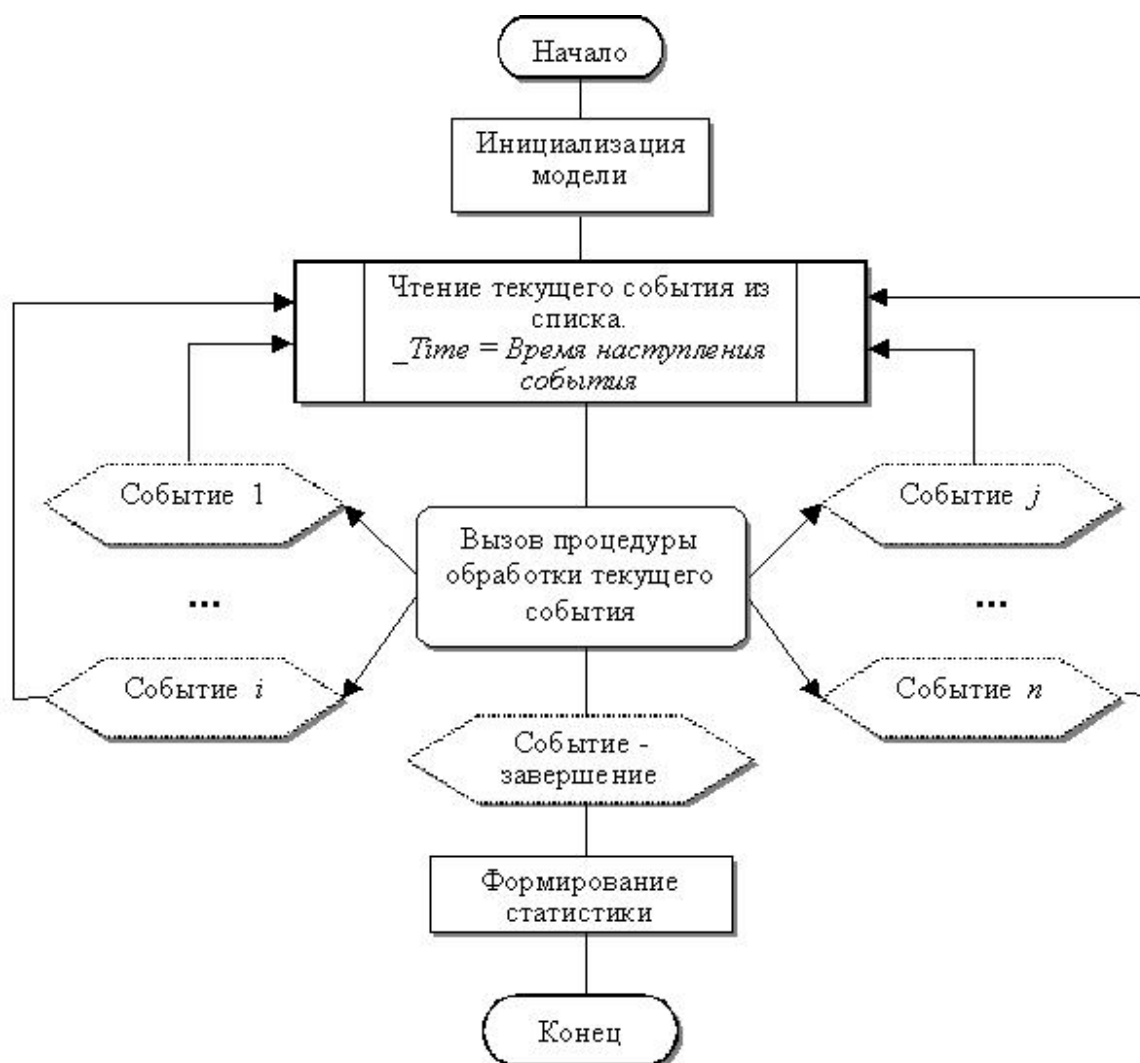 Начало
Инициализация
модели
Чтение текущего события из
списка.
_Time = Время наступления
события
Событие 1
Событие j
Вызов процедуры
обработки текущего
события
...
...
Событие i
Событие n
Событие -
завершение
Формирование
статистики
Конец